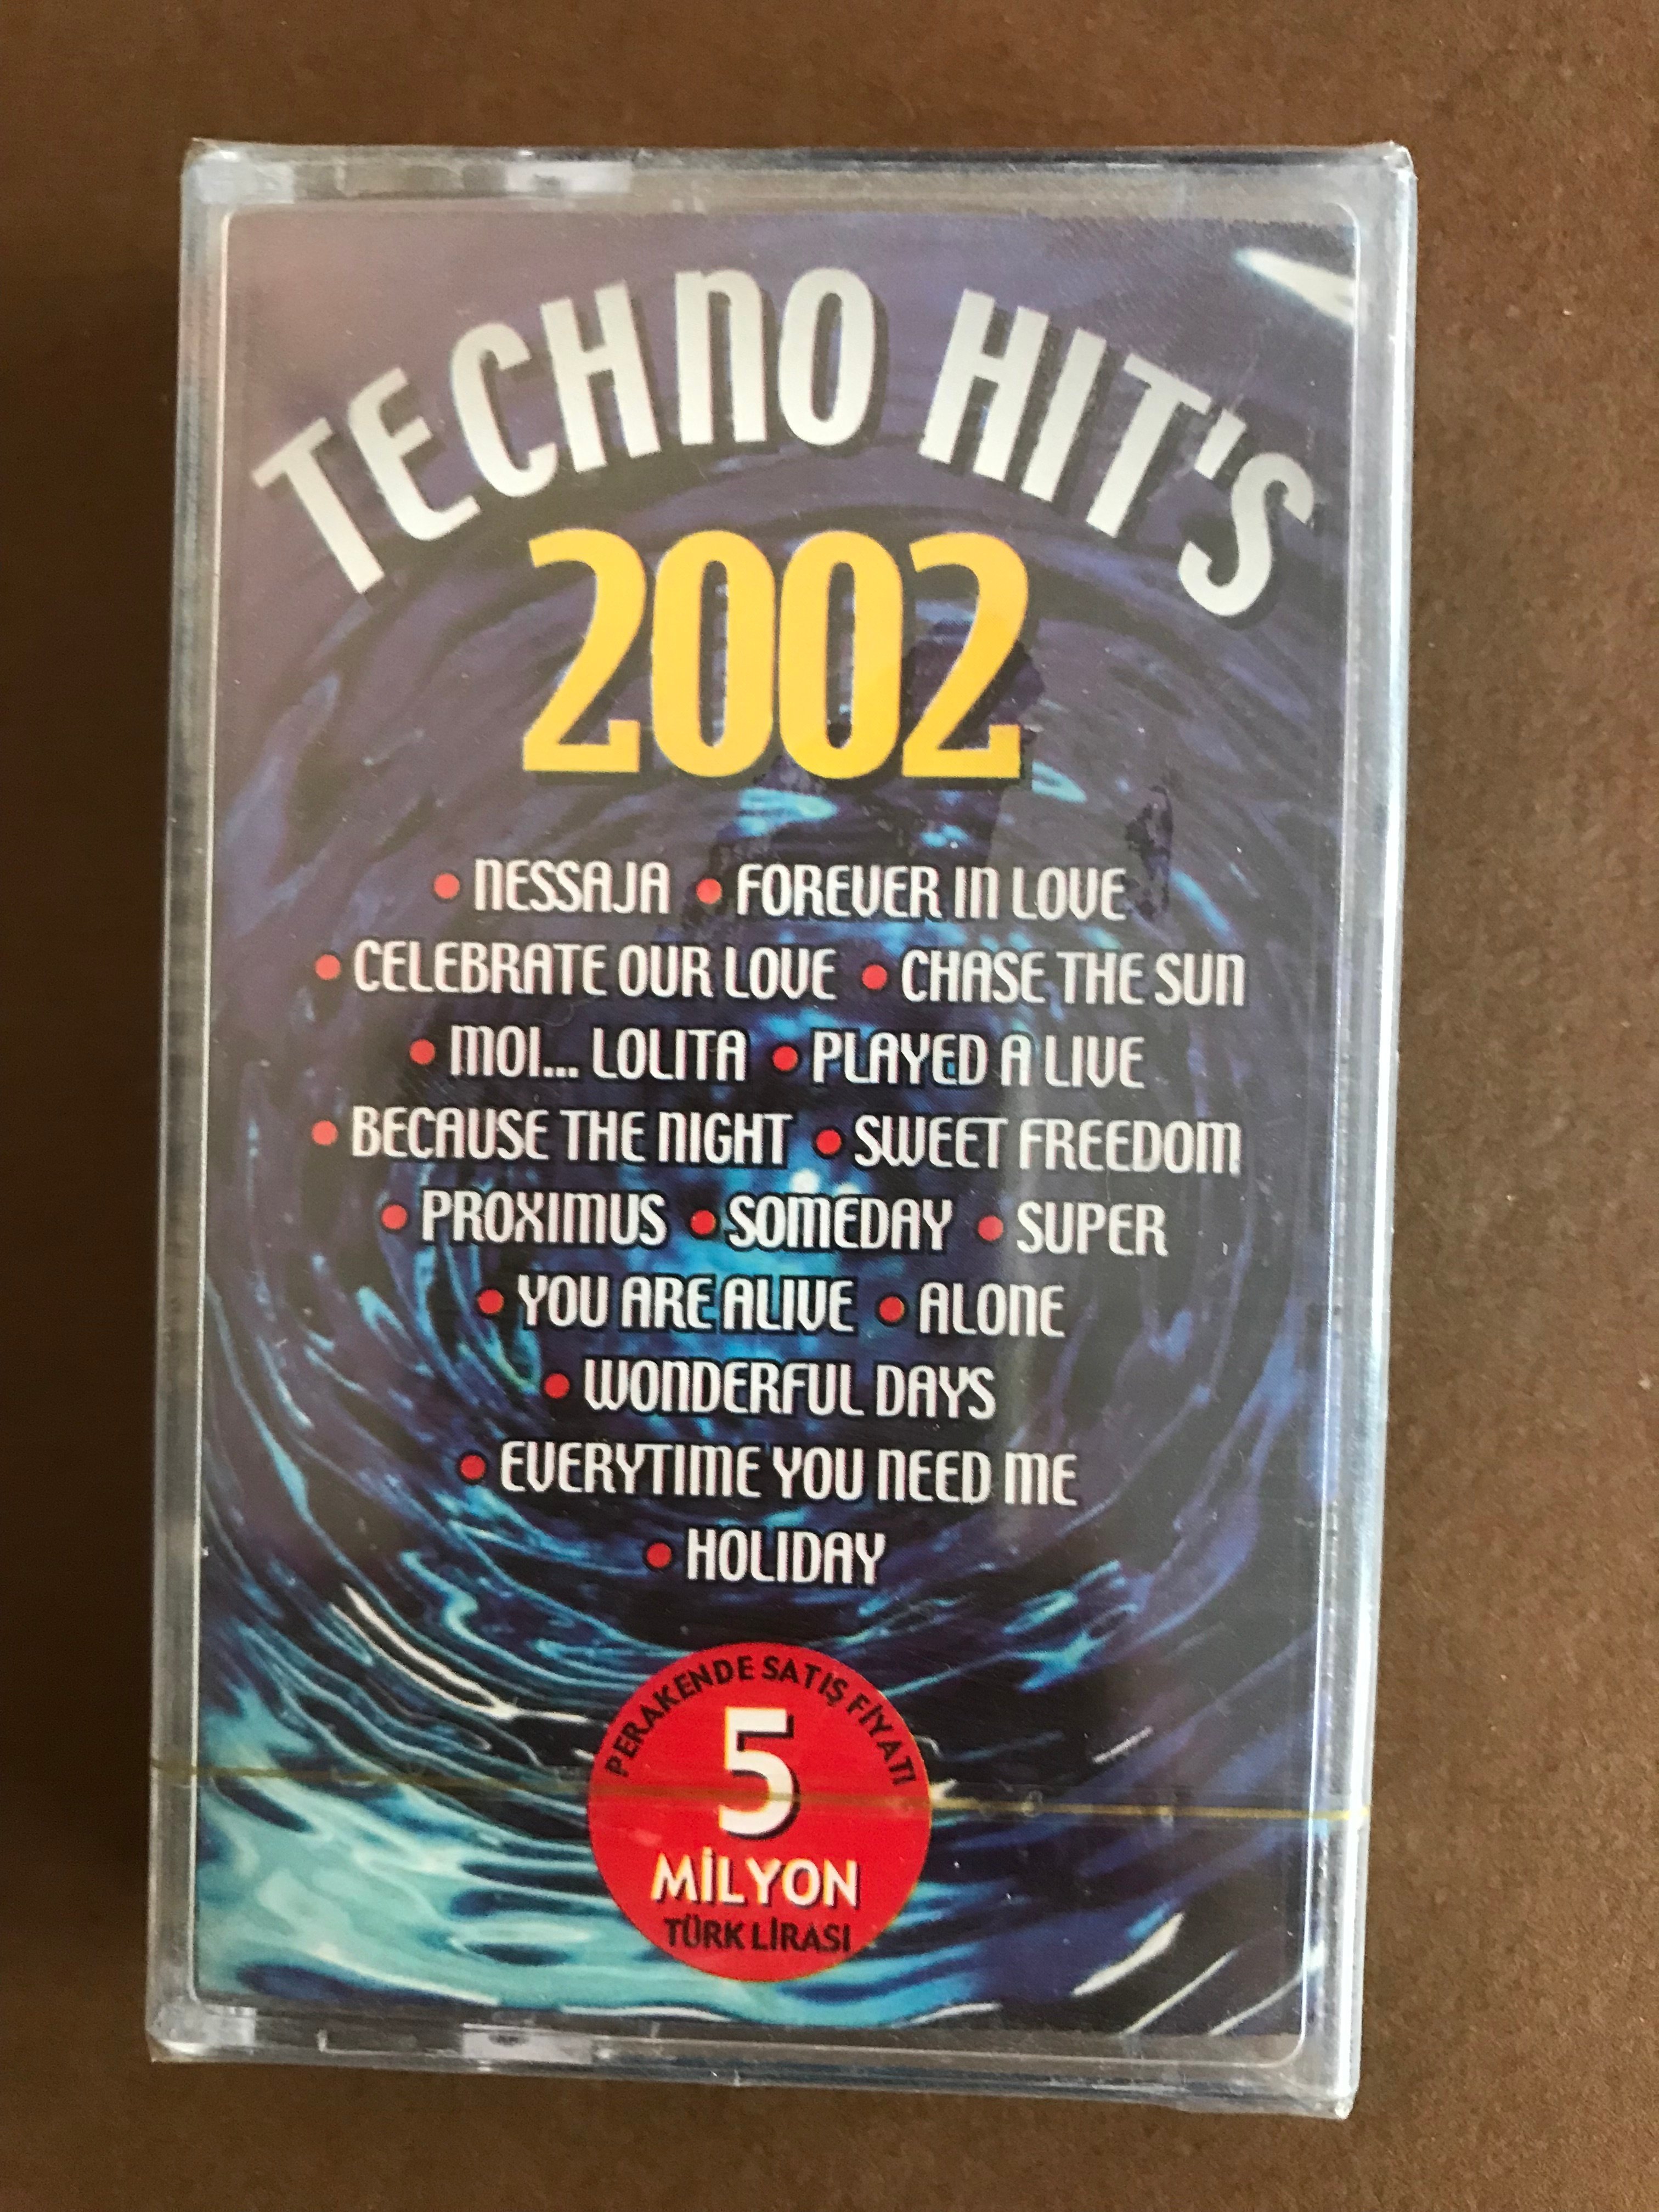 TECHNO HIT'S
2002
• NESSAJA • FOREVER IN LOVE
• CELEBRATE OUR LOVE • CHASE THE SUN
• MOI... LOLITA • PLAYED A LIVE
• BECAUSE THE NIGHT • SWEET FREEDOM
• PROXIMUS • SOMEDAY • SUPER
• YOU ARE ALIVE • ALONE
• WONDERFUL DAYS
• EVERYTIME YOU NEED ME
• HOLIDAY
PERAKENDE SATIŞ FİYATI
5
MİLYON
TÜRK LİRASI